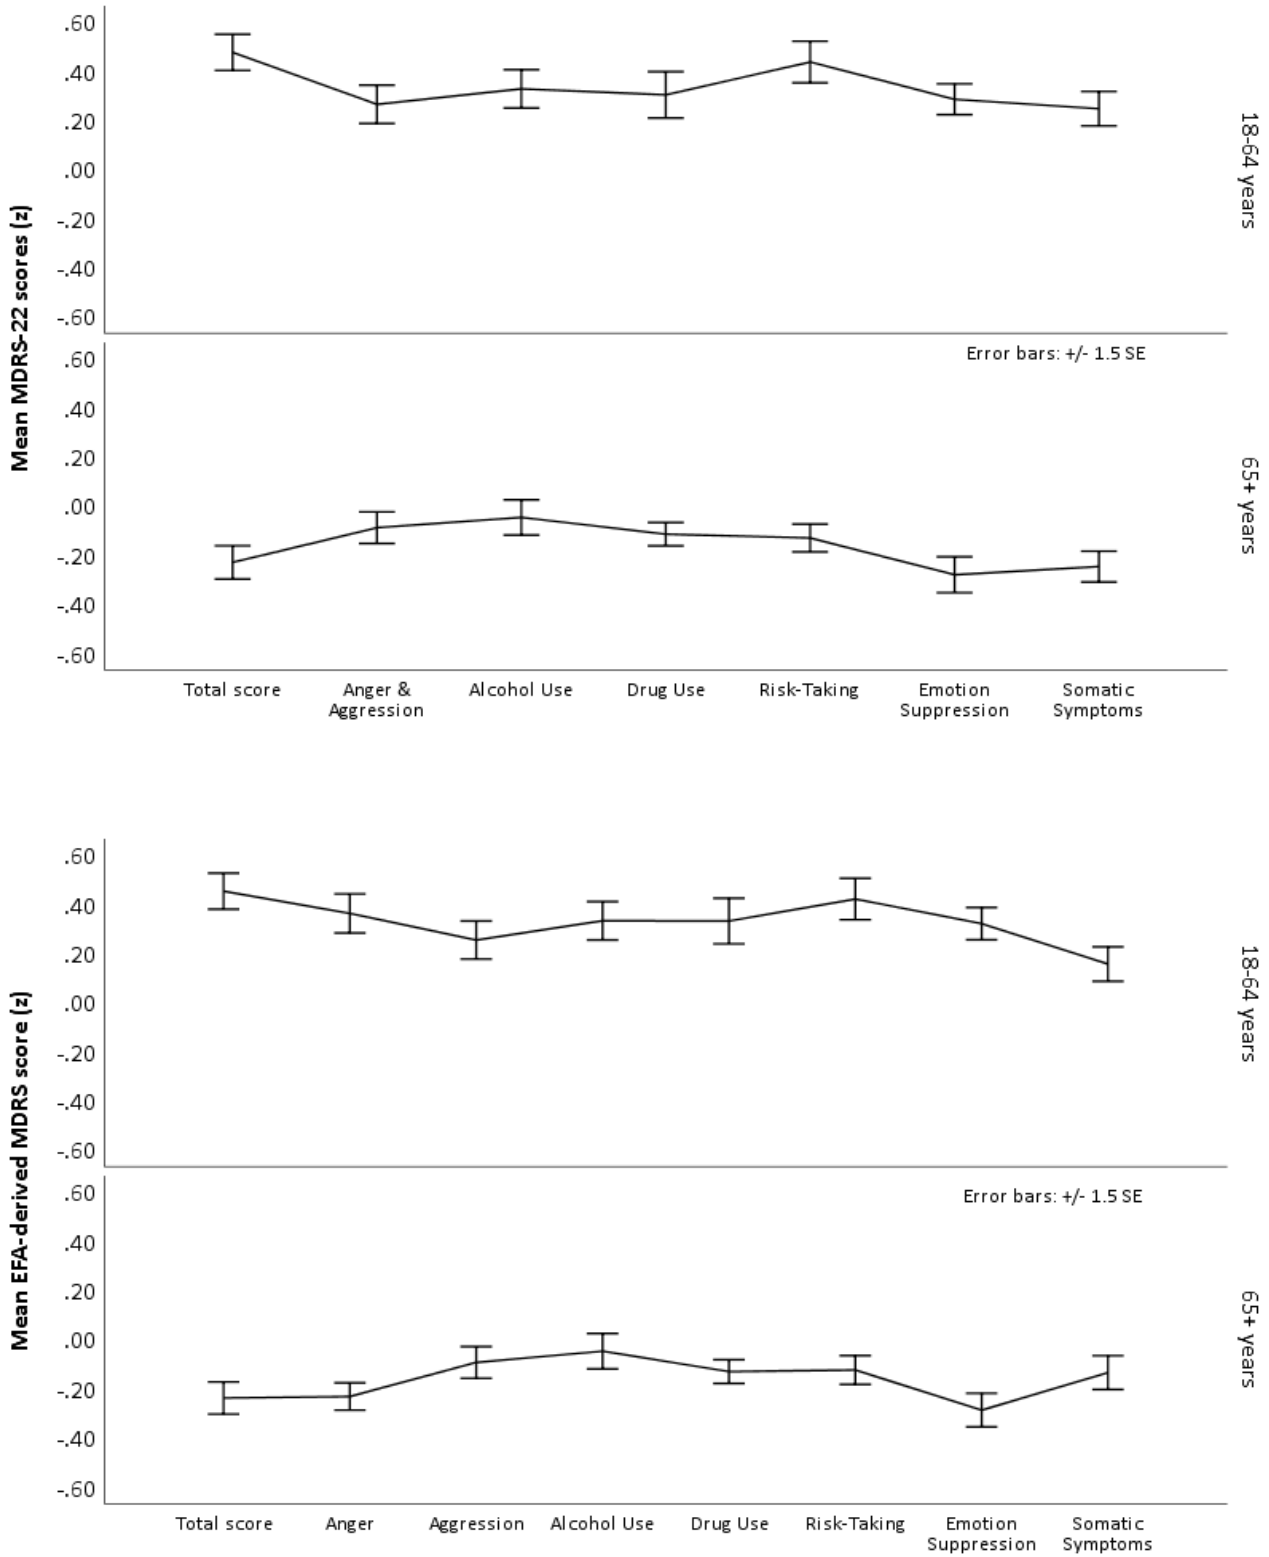 Mean MDRS-22 scores (z)
.60
.40
.20
.00
-.20
-.40
-.60
18-64 years
Error bars: +/- 1.5 SE
.60
.40
.20
.00
-.20
-.40
-.60
65+ years
Total score
Anger &
Aggression
Alcohol Use
Drug Use
Risk-Taking
Emotion
Suppression
Somatic
Symptoms
Mean EFA-derived MDRS score (z)
.60
.40
.20
.00
-.20
-.40
-.60
18-64 years
Error bars: +/- 1.5 SE
.60
.40
.20
.00
-.20
-.40
-.60
65+ years
Total score
Anger
Aggression
Alcohol Use
Drug Use
Risk-Taking
Emotion
Suppression
Somatic
Symptoms